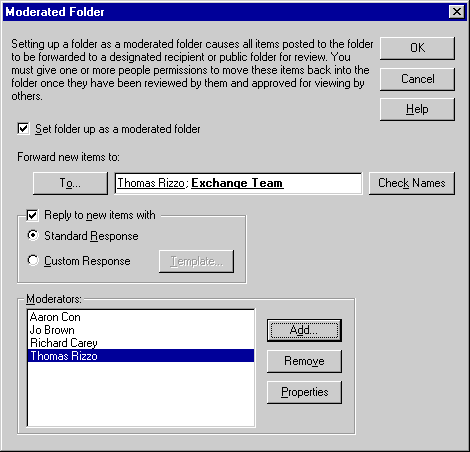 Moderated Folder
Setting up a folder as a moderated folder causes all items posted to the folder
to be forwarded to a designated recipient or public folder for review. You
must give one or more people permissions to move these items back into the
folder once they have been reviewed by them and approved for viewing by
others.
OK
Cancel
Help
Set folder up as a moderated folder
Forward new items to:
To...
Thomas Rizzo; Exchange Team
Check Names
Reply to new items with
Standard Response
Custom Response
Template...
Moderators:
Aaron Con
Jo Brown
Richard Carey
Thomas Rizzo
Add...
Remove
Properties